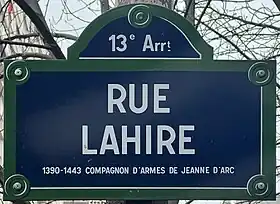 13e Arrt
RUE
LAHIRE
1390-1443 COMPAGNON D'ARMES DE JEANNE D'ARC